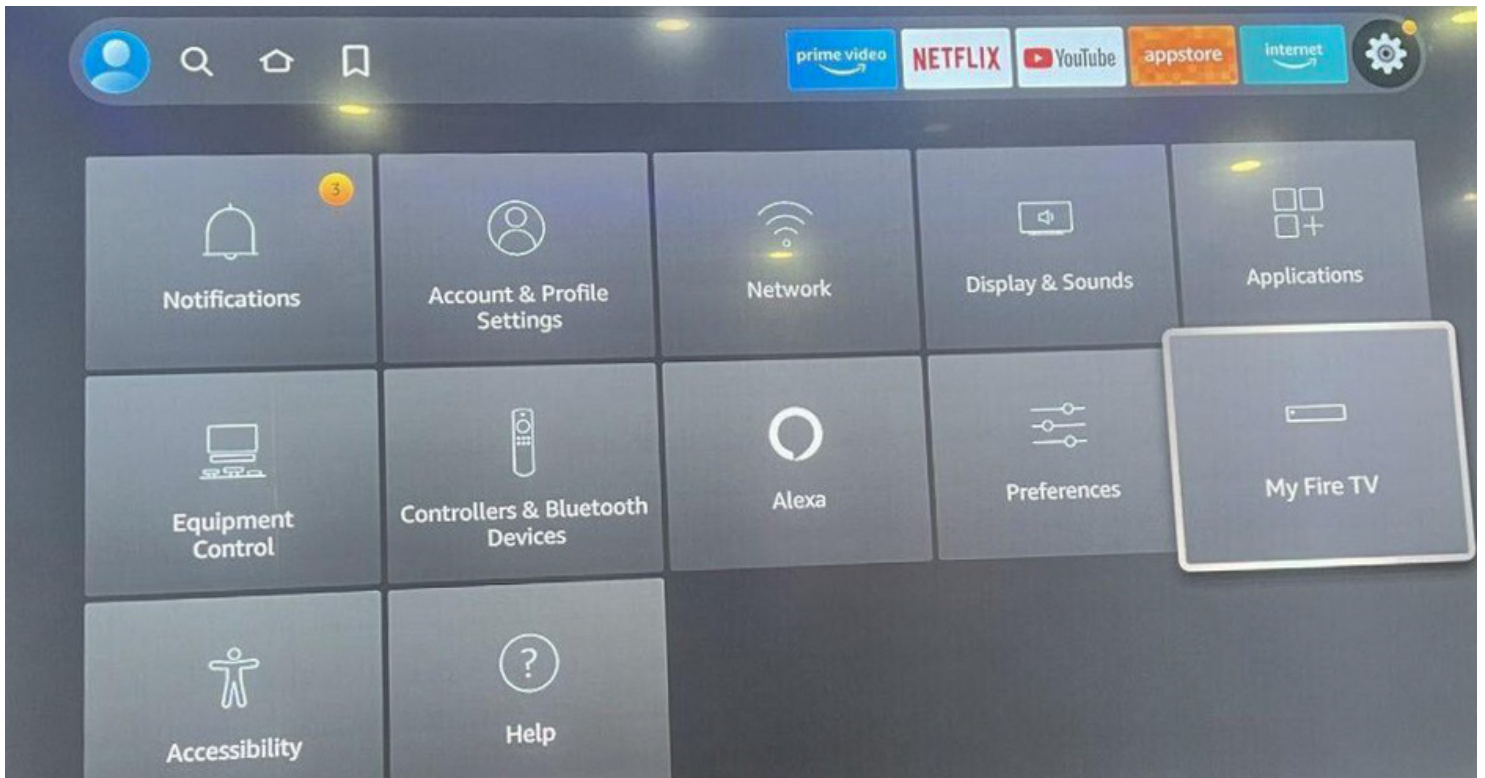 prime video
NETFLIX
YouTube
appstore
internet
3
Notifications
Account & Profile
Settings
Network
Display & Sounds
Applications
Equipment
Control
Controllers & Bluetooth
Devices
Alexa
Preferences
My Fire TV
Accessibility
?
Help